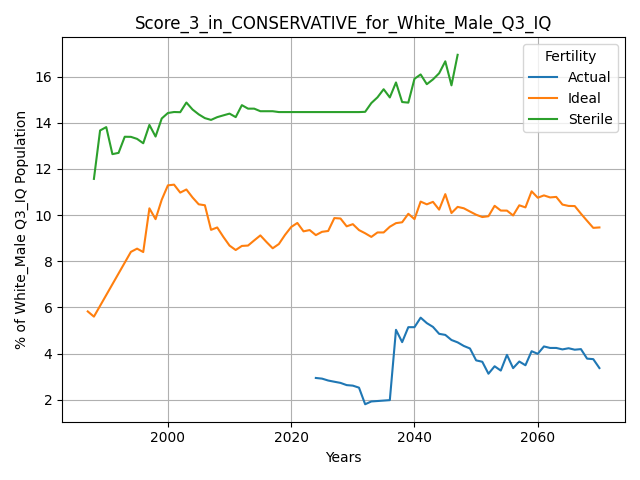 Score_3_in_CONSERVATIVE_for_White_Male_Q3_IQ
% of White_Male Q3_IQ Population
16
14
12
10
8
6
4
2
Fertility
Actual
Ideal
Sterile
2000
2020
2040
2060
Years